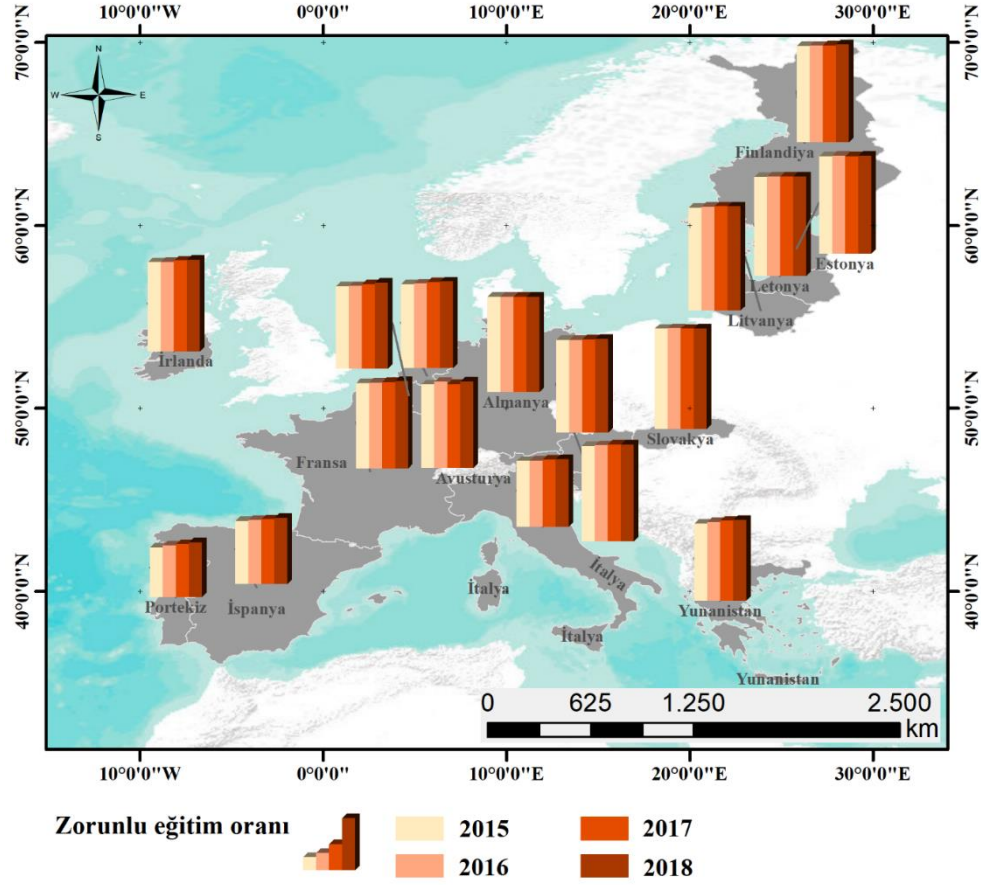 10°0'0"W 0°0'0" 10°0'0"E 20°0'0"E 30°0'0"E
70°0'0"N 70°0'0"N
N
W E
S
Finlandiya
60°0'0"N 60°0'0"N
Estonya
Letonya
Litvanya
İrlanda
Almanya
50°0'0"N 50°0'0"N
Slovakya
Fransa
Avusturya
İtalya
40°0'0"N 40°0'0"N
Portekiz
İspanya
İtalya
Yunanistan
İtalya
Yunanistan
0 625 1.250 2.500
km
10°0'0"W 0°0'0" 10°0'0"E 20°0'0"E 30°0'0"E
Zorunlu eğitim oranı
2015 2017
2016 2018